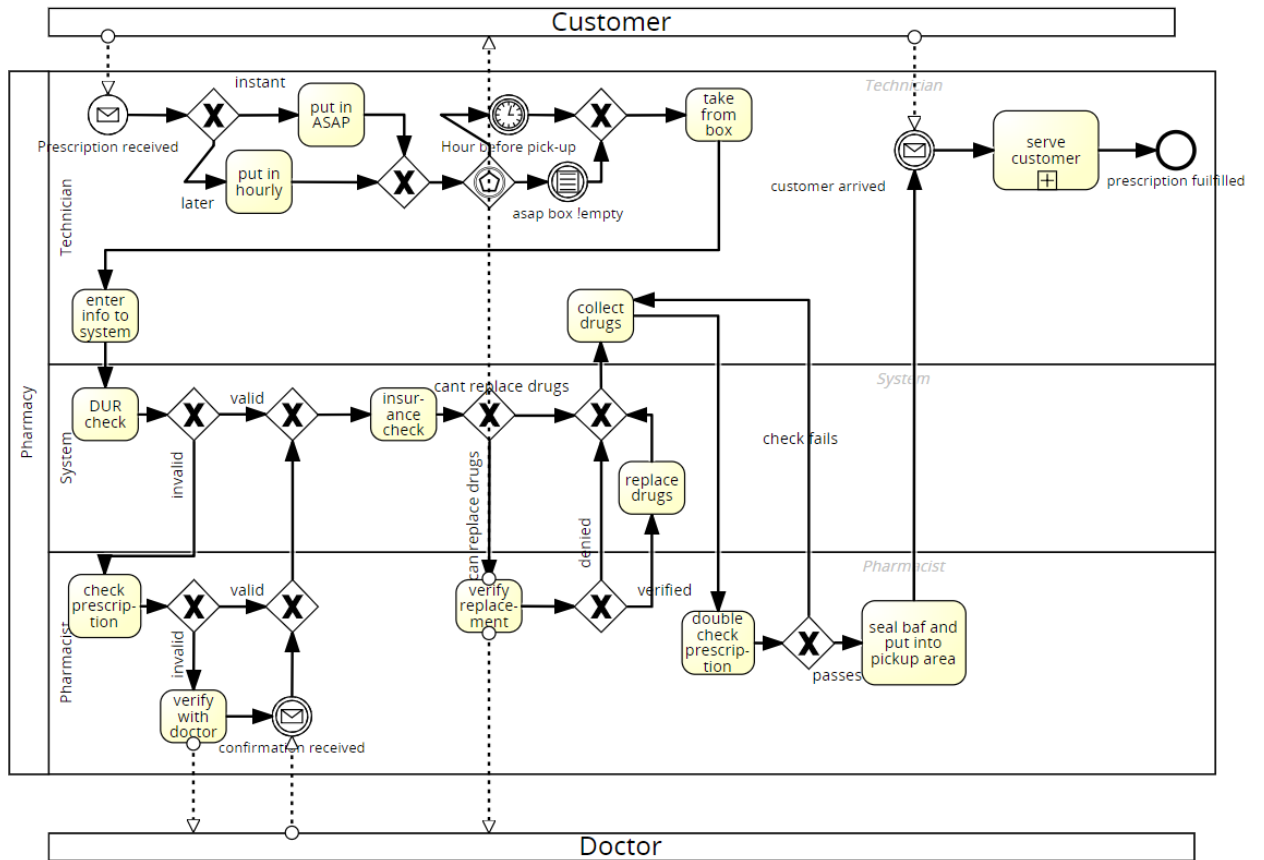 Customer
Technician
instant
put in
ASAP
take
from
box
Prescription received
Hour before pick-up
serve
customer
put in
hourly
later
customer arrived
prescription fuilfilled
asap box !empty
Technician
enter
info to
system
collect
drugs
Pharmacy
System
cant replace drugs
DUR
check
valid
insur-
ance
check
check fails
System
invalid
can replace drugs
replace
drugs
denied
Pharmacist
check
prescrip-
tion
valid
verify
replace-
ment
verified
double
check
prescrip-
tion
seal baf and
put into
pickup area
Pharmacist
invalid
passes
verify
with
doctor
confirmation received
Doctor